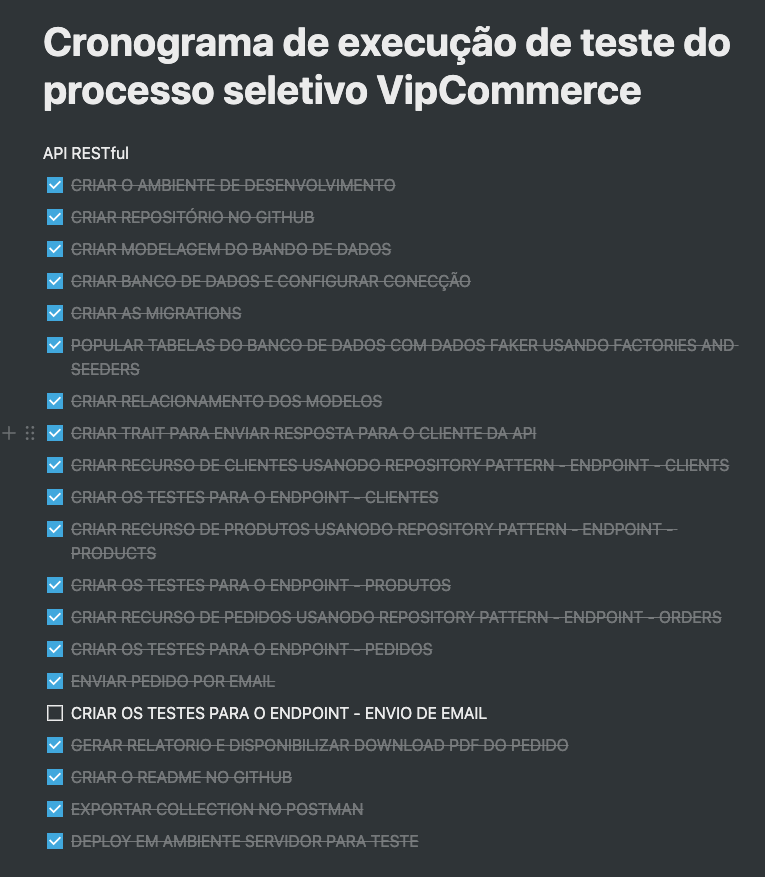 Cronograma de execução de teste do
processo seletivo VipCommerce
API RESTful
CRIAR O AMBIENTE DE DESENVOLVIMENTO
CRIAR REPOSITÓRIO NO GITHUB
CRIAR MODELAGEM DO BANDO DE DADOS
CRIAR BANCO DE DADOS E CONFIGURAR CONECÇÃO
CRIAR AS MIGRATIONS
POPULAR TABELAS DO BANCO DE DADOS COM DADOS FAKER USANDO FACTORIES AND
SEEDERS
CRIAR RELACIONAMENTO DOS MODELOS
CRIAR TRAIT PARA ENVIAR RESPOSTA PARA O CLIENTE DA API
CRIAR RECURSO DE CLIENTES USANODO REPOSITORY PATTERN - ENDPOINT - CLIENTS
CRIAR OS TESTES PARA O ENDPOINT - CLIENTES
CRIAR RECURSO DE PRODUTOS USANODO REPOSITORY PATTERN - ENDPOINT -
PRODUCTS
CRIAR OS TESTES PARA O ENDPOINT - PRODUTOS
CRIAR RECURSO DE PEDIDOS USANODO REPOSITORY PATTERN - ENDPOINT - ORDERS
CRIAR OS TESTES PARA O ENDPOINT - PEDIDOS
ENVIAR PEDIDO POR EMAIL
CRIAR OS TESTES PARA O ENDPOINT - ENVIO DE EMAIL
GERAR RELATORIO E DISPONIBILIZAR DOWNLOAD PDF DO PEDIDO
CRIAR O README NO GITHUB
EXPORTAR COLLECTION NO POSTMAN
DEPLOY EM AMBIENTE SERVIDOR PARA TESTE